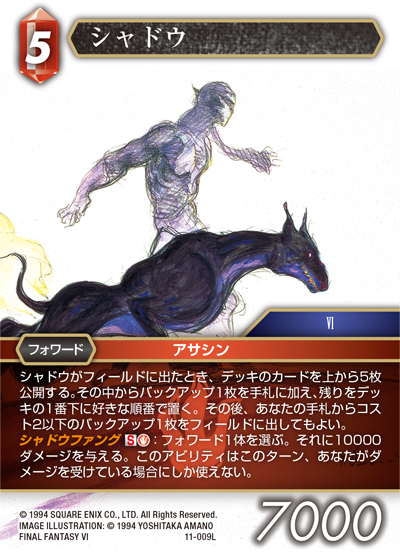 5
シャドウ
VI
フォワード
アサシン
シャドウがフィールドに出たとき、デッキのカードを上から5枚
公開する。その中からバックアップ1枚を手札に加え、残りをデッ
キの1番下に好きな順番で置く。その後、あなたの手札からコス
ト2以下のバックアップ1枚をフィールドに出してもよい。
シャドウファング S : フォワード1体を選ぶ。それに10000
ダメージを与える。このアビリティはこのターン、あなたがダ
メージを受けている場合にしか使えない。
© 1994 SQUARE ENIX CO., LTD. All Rights Reserved.
IMAGE ILLUSTRATION: © 1994 YOSHITAKA AMANO
FINAL FANTASY VI 11-009L
7000